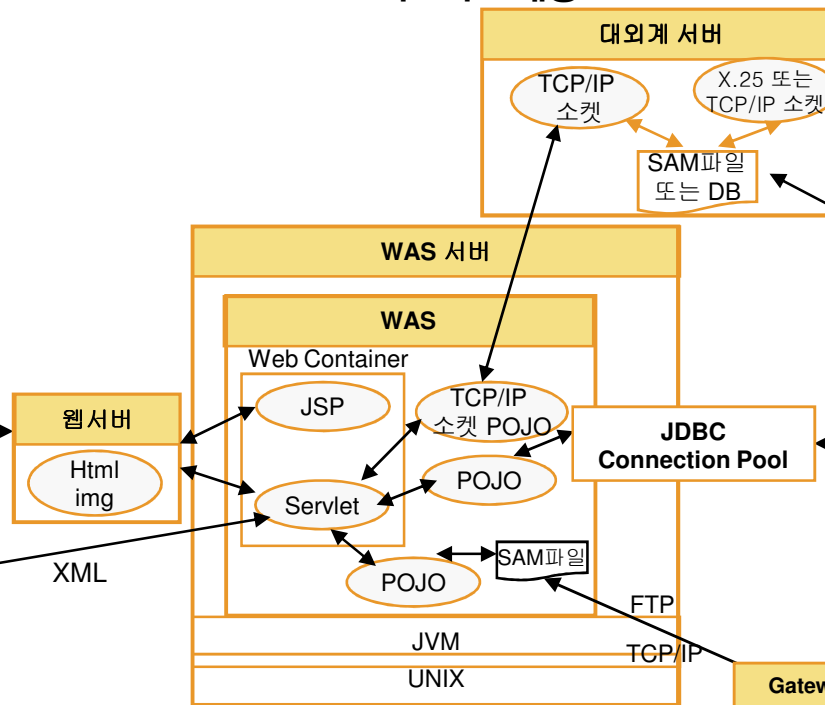 대외계 서버
TCP/IP
소켓
X.25 또는
TCP/IP 소켓
SAM파일
또는 DB
WAS 서버
WAS
Web Container
JSP
TCP/IP
소켓 POJO
웹서버
Html
img
JDBC
Connection Pool
POJO
Servlet
SAM파일
POJO
XML
FTP
JVM
TCP/IP
UNIX